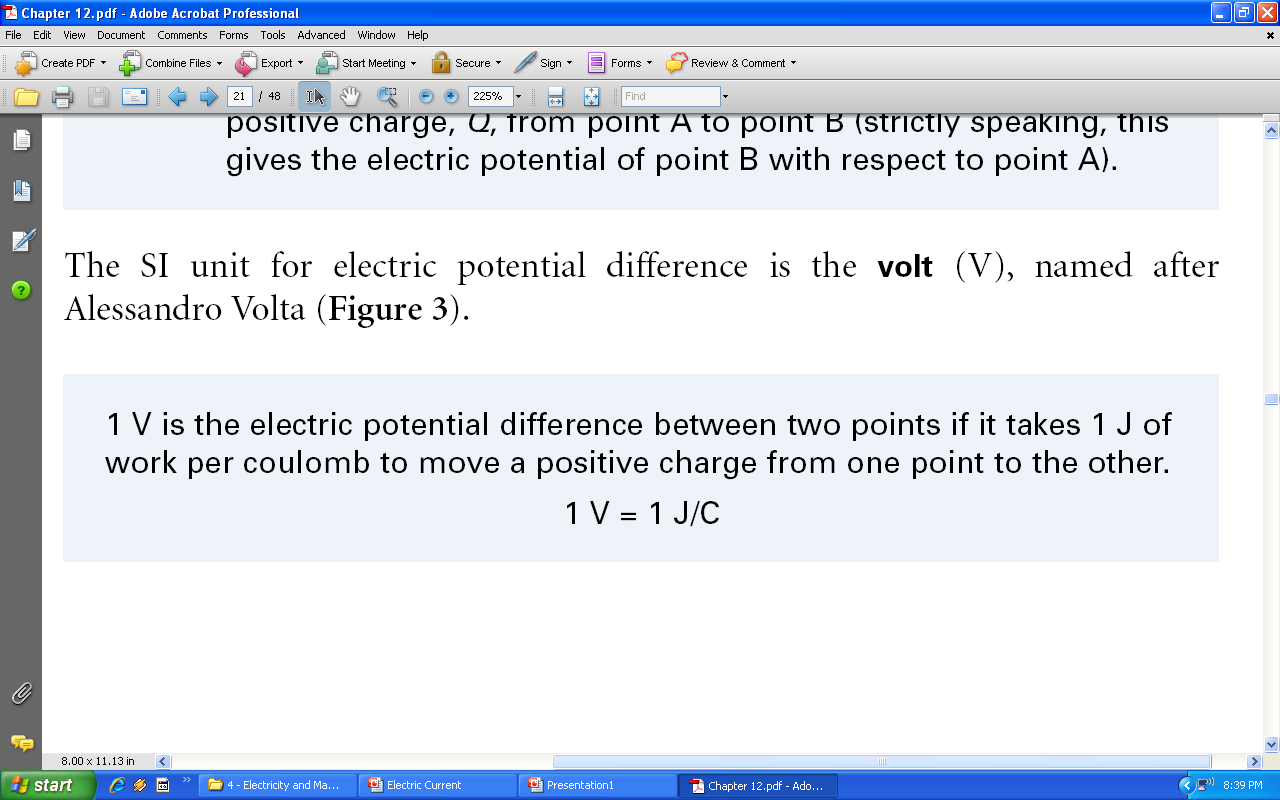 Chapter 12.pdf - Adobe Acrobat Professional
File Edit View Document Comments Forms Tools Advanced Window Help
Create PDF Combine Files Export Start Meeting Secure Sign Forms Review & Comment
21 / 48 225% Find
positive charge, Q, from point A to point B (strictly speaking, this
gives the electric potential of point B with respect to point A).
The SI unit for electric potential difference is the volt (V), named after
Alessandro Volta (Figure 3).
1 V is the electric potential difference between two points if it takes 1 J of
work per coulomb to move a positive charge from one point to the other.
1 V = 1 J/C
8.00 x 11.13 in
start 4 - Electricity and Ma... Electric Current Presentation1 Chapter 12.pdf - Ado... 8:39 PM